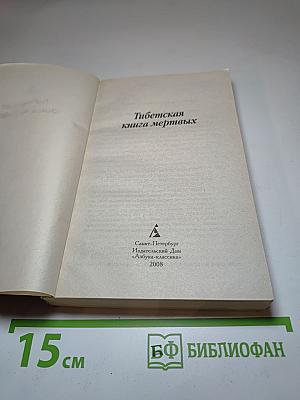 Тибетская
книга мертвых
Санкт-Петербург
Издательский Дом
«Азбука-классика»
2008
15 см
БФ БИБЛИОФАН